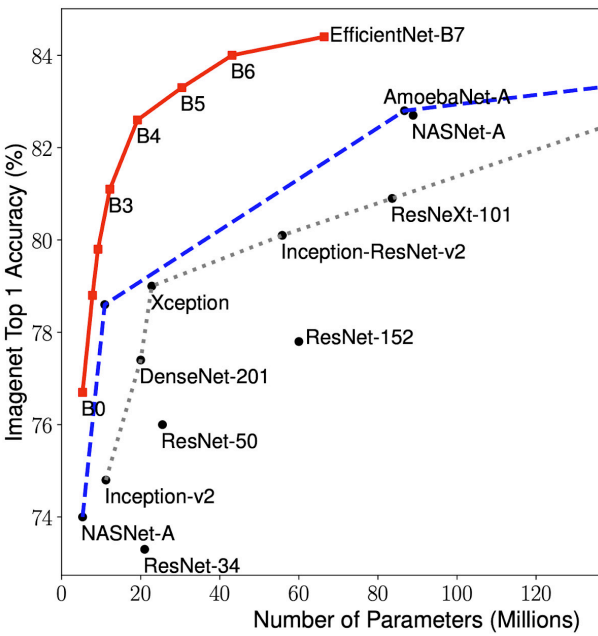 EfficientNet-B7
84
B6
B5
AmoebaNet-A
B4
NASNet-A
82
B3
ResNeXt-101
80
Inception-ResNet-v2
Xception
78
ResNet-152
DenseNet-201
B0
76
ResNet-50
Inception-v2
74
NASNet-A
ResNet-34
0 20 40 60 80 100 120
Number of Parameters (Millions)
Imagenet Top 1 Accuracy (%)